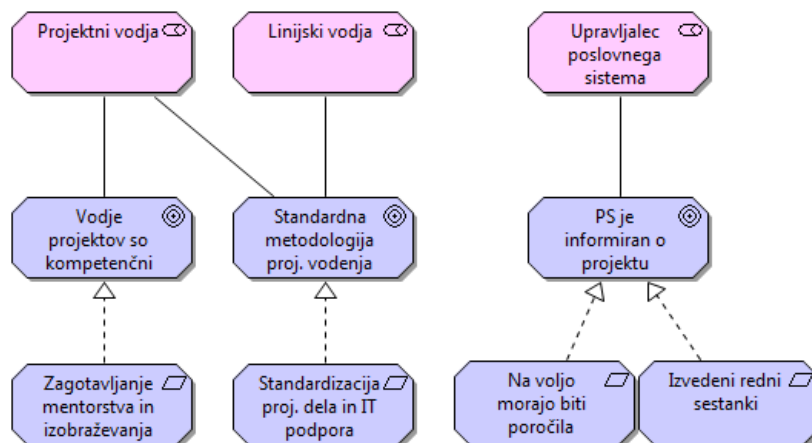 Projektni vodja
Linijski vodja
Upravljalec
poslovnega
sistema
Vodje
projektov so
kompetenčni
Standardna
metodologija
proj. vodenja
PS je
informiran o
projektu
Zagotavljanje
mentorstva in
izobraževanja
Standardizacija
proj. dela in IT
podpora
Na voljo
morajo biti
poročila
Izvedeni redni
sestanki